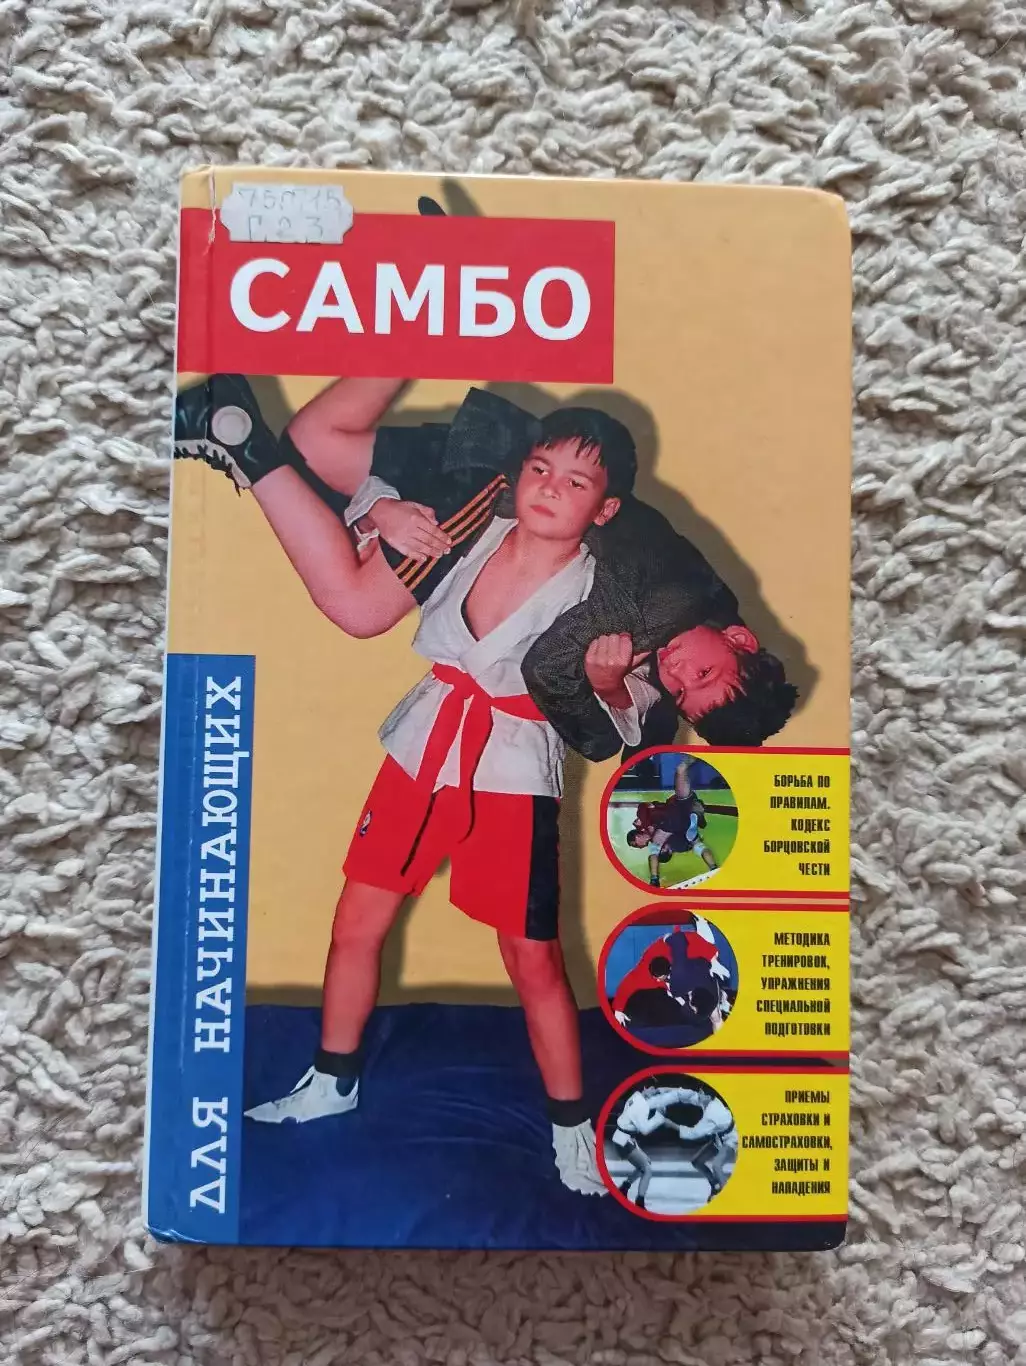 САМБО
ДЛЯ НАЧИНАЮЩИХ
БОРЬБА ПО
ПРАВИЛАМ.
КОДЕКС
БОРЦОВСКОЙ
ЧЕСТИ
МЕТОДИКА
ТРЕНИРОВОК,
УПРАЖНЕНИЯ
СПЕЦИАЛЬНОЙ
ПОДГОТОВКИ
ПРИЕМЫ
СТРАХОВКИ И
САМОСТРАХОВКИ,
ЗАЩИТЫ И
НАПАДЕНИЯ